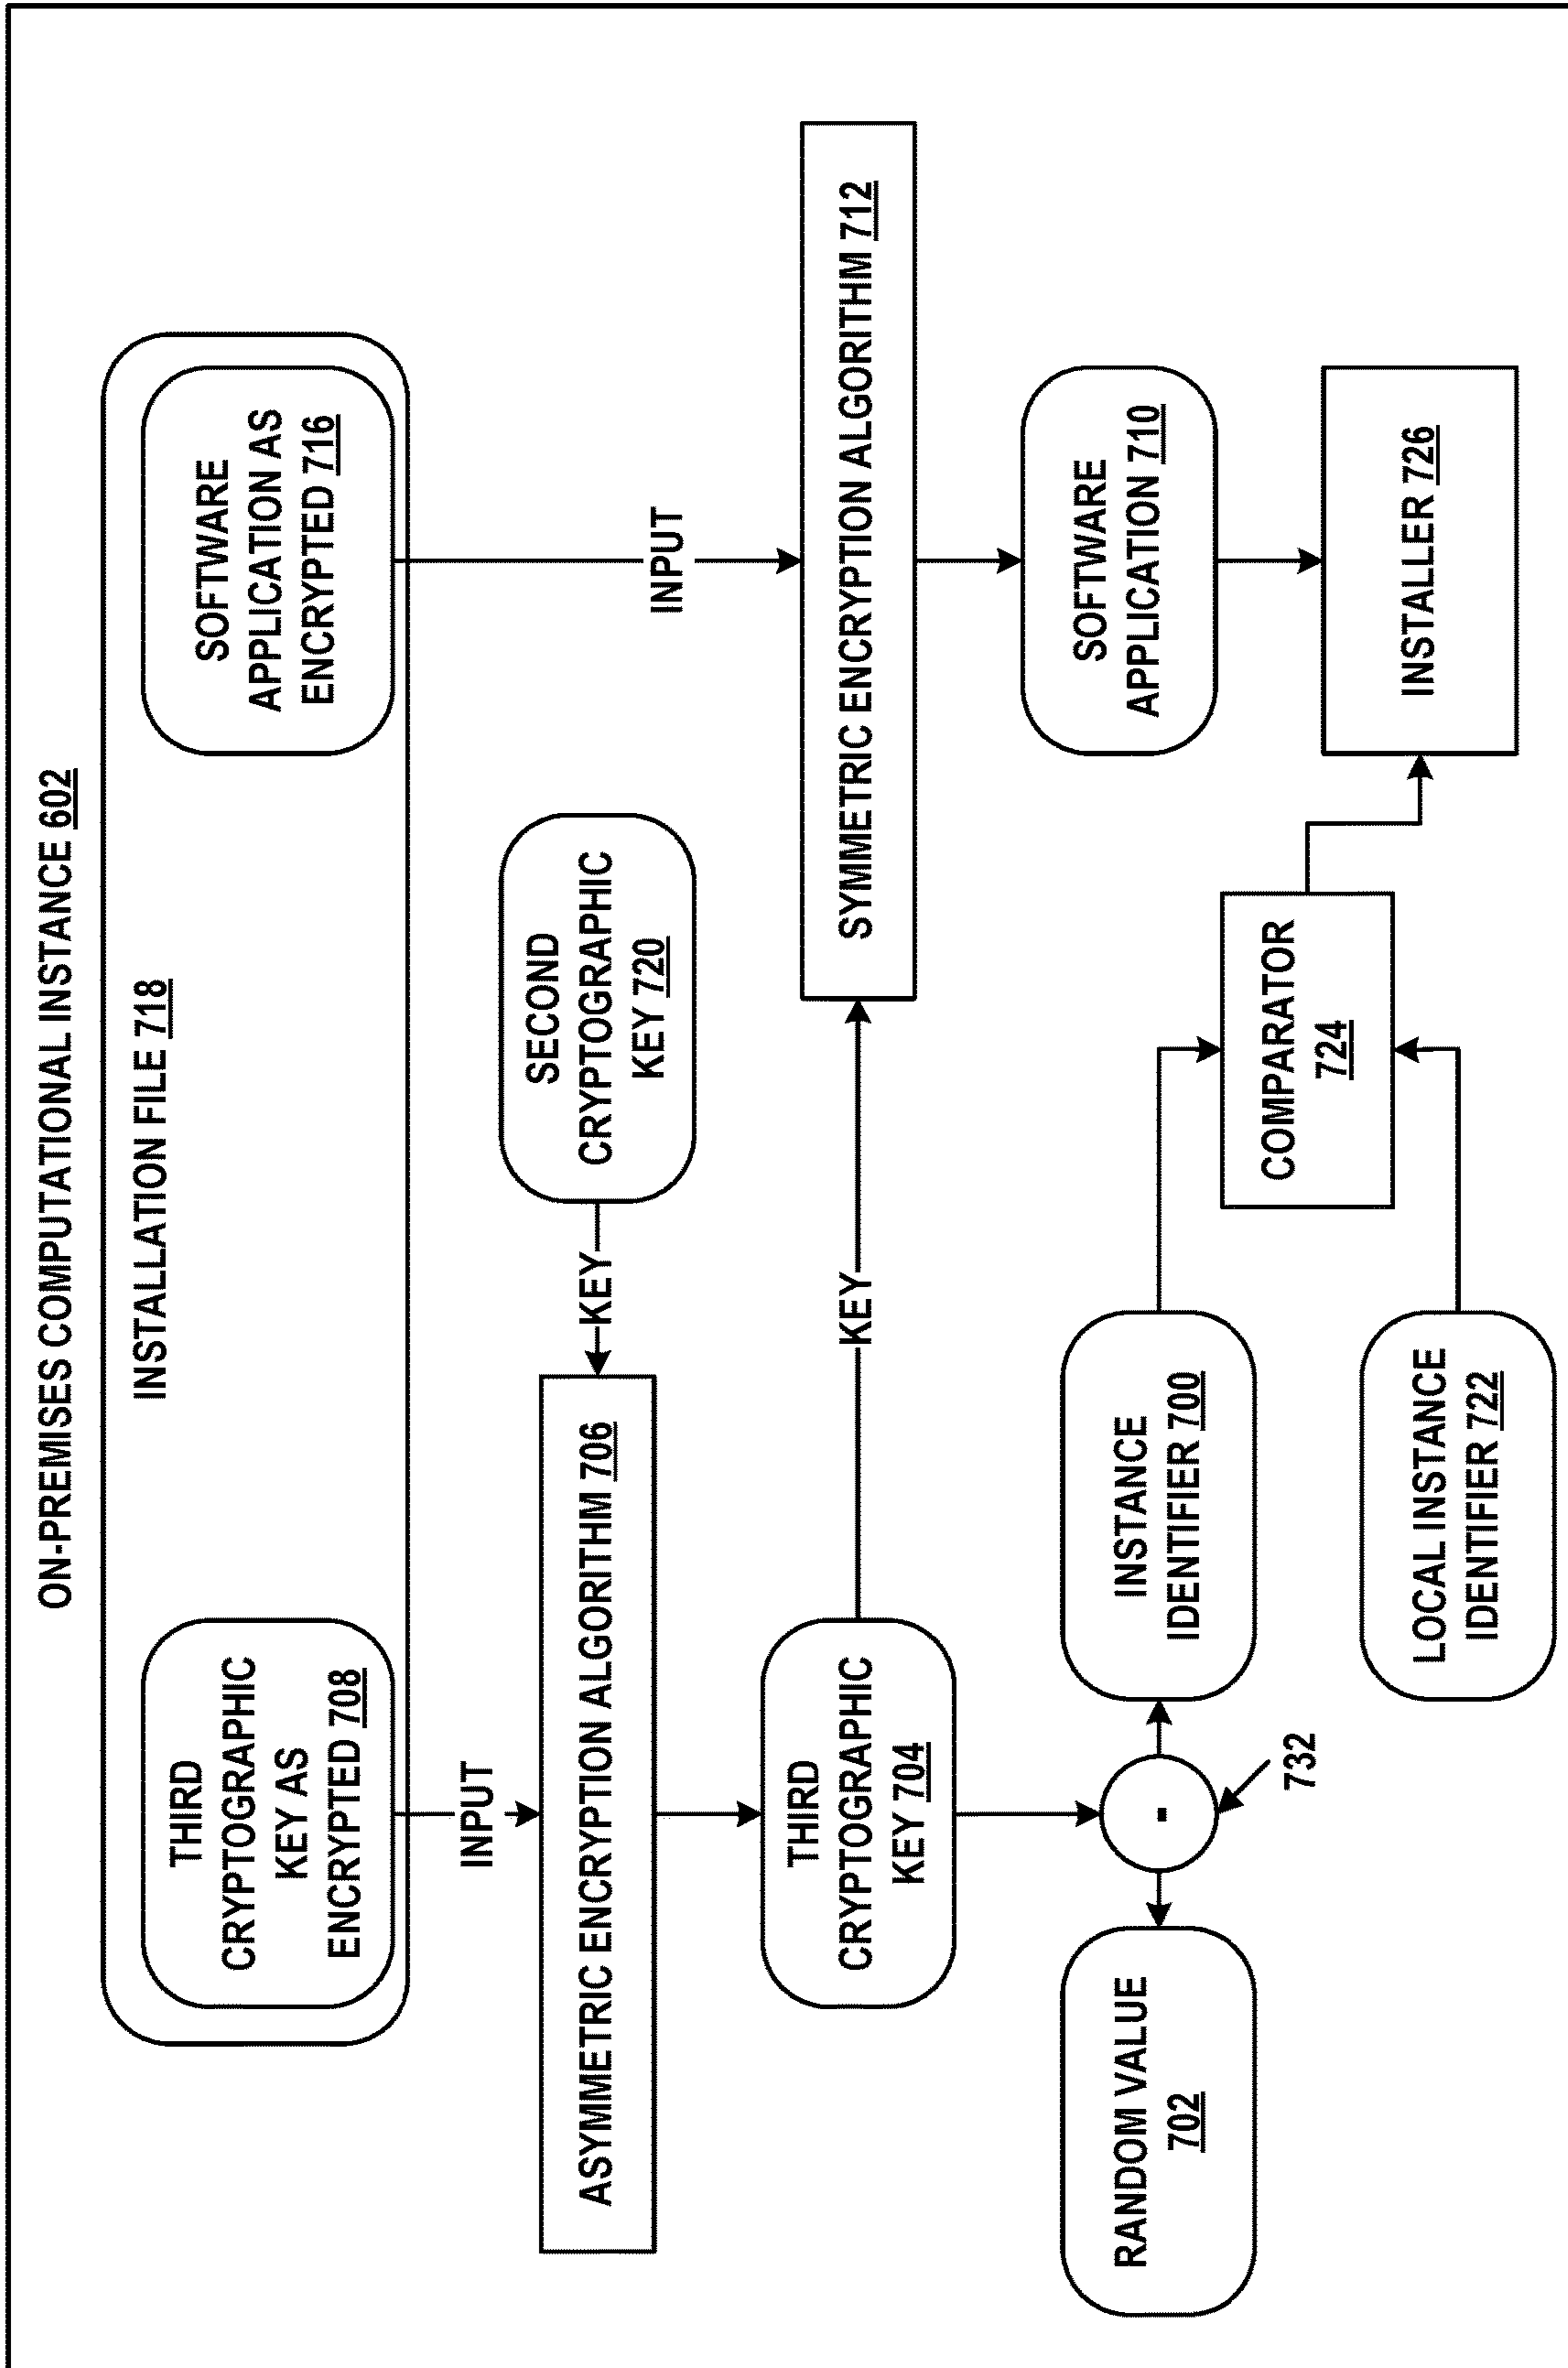 ON-PREMISES COMPUTATIONAL INSTANCE 602
INSTALLATION FILE 718
THIRD
CRYPTOGRAPHIC
KEY AS
ENCRYPTED 708
SOFTWARE
APPLICATION AS
ENCRYPTED 716
INPUT
SECOND
CRYPTOGRAPHIC
KEY 720
KEY
INPUT
ASYMMETRIC ENCRYPTION ALGORITHM 706
THIRD
CRYPTOGRAPHIC
KEY 704
KEY
SYMMETRIC ENCRYPTION ALGORITHM 712
SOFTWARE
APPLICATION 710
RANDOM VALUE
702
-
732
INSTANCE
IDENTIFIER 700
LOCAL INSTANCE
IDENTIFIER 722
COMPARATOR
724
INSTALLER 726